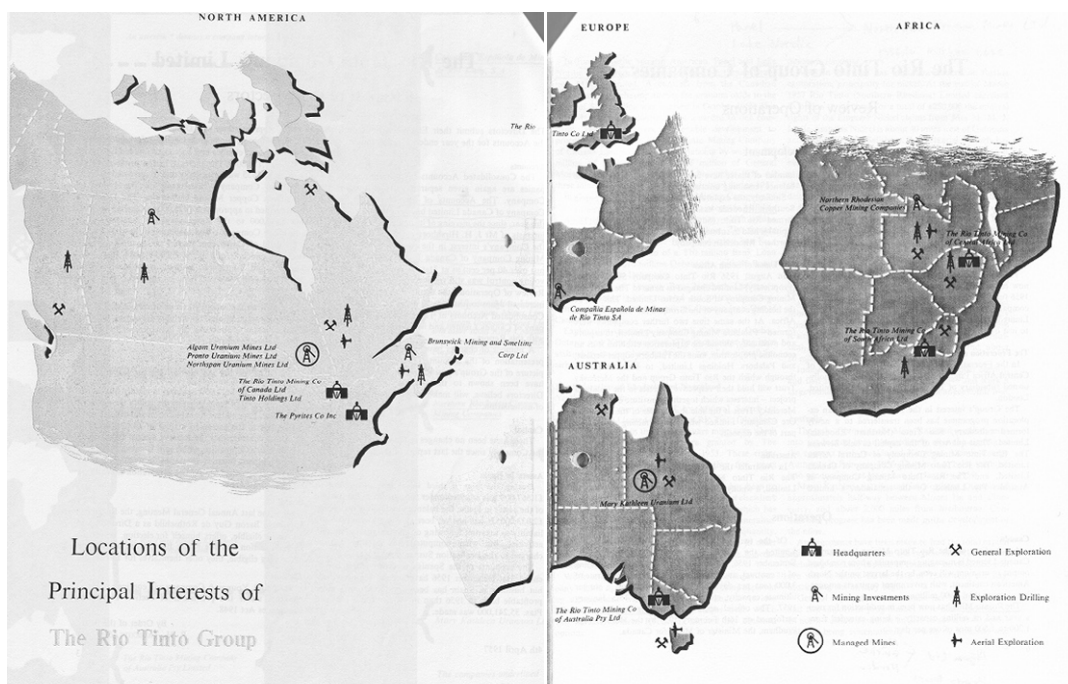 NORTH AMERICA
EUROPE
AFRICA
The Rio
Tinto Co Ltd
Northern Rhodesian
Copper Mining Companies
The Rio Tinto Mining Co
of Central Africa Ltd
Compañia Española de Minas
de Rio Tinto SA
The Rio Tinto Mining Co
of South Africa Ltd
Algom Uranium Mines Ltd
Pronto Uranium Mines Ltd
Northspan Uranium Mines Ltd
Brunswick Mining and Smelting
Corp Ltd
The Rio Tinto Mining Co
of Canada Ltd
Tinto Holdings Ltd
The Pyrites Co Inc
AUSTRALIA
Mary Kathleen Uranium Ltd
The Rio Tinto Mining Co
of Australia Pty Ltd
Locations of the
Principal Interests of
The Rio Tinto Group
Headquarters
General Exploration
Mining Investments
Exploration Drilling
Managed Mines
Aerial Exploration